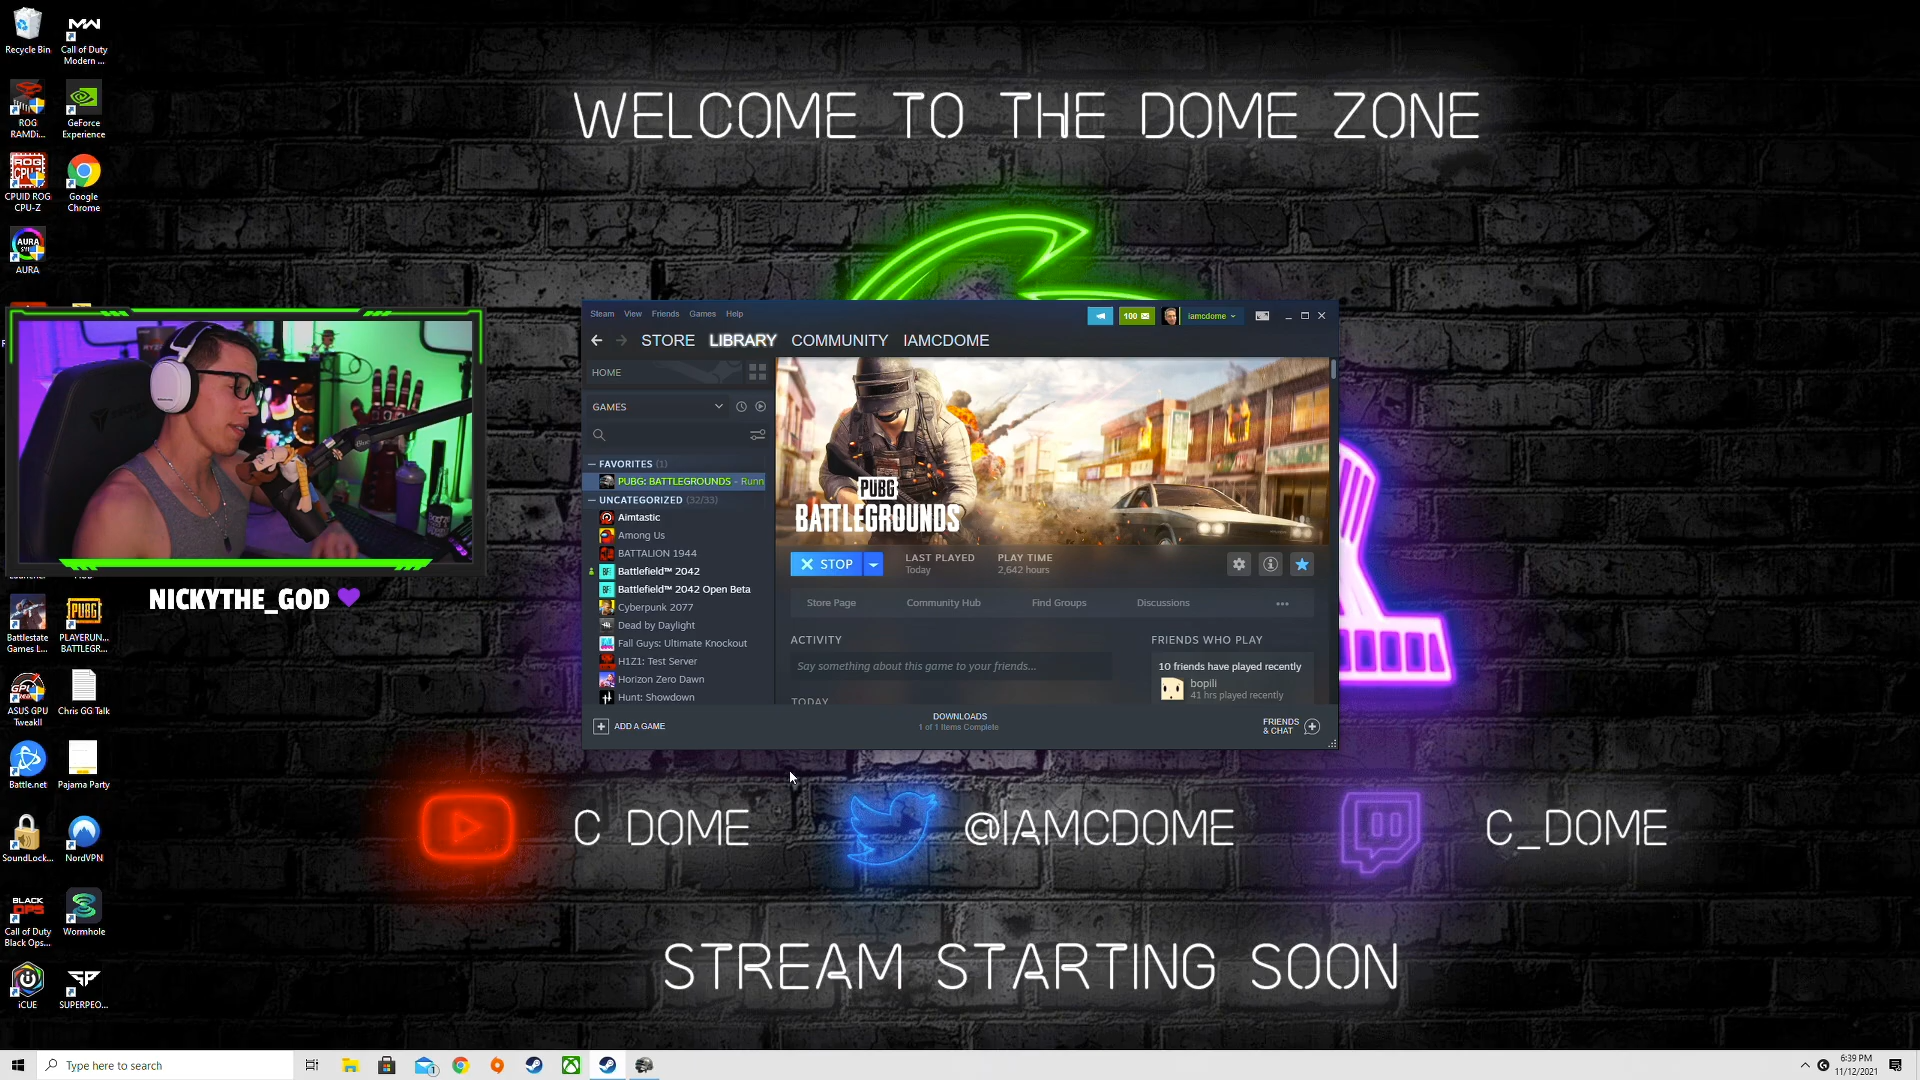 Recycle Bin
Call of Duty
Modern ...
ROG
RAMDi...
GeForce
Experience
CPUID ROG
CPU-Z
Google
Chrome
AURA
NICKYTHE_GOD
Battlestate
Games L...
PLAYERUN...
BATTLEGR...
ASUS GPU
TweakII
Chris GG Talk
Battle.net
Pajama Party
SoundLock...
NordVPN
BLACK
OPS
Call of Duty
Black Ops...
Wormhole
iCUE
SUPERPEO...
WELCOME TO THE DOME ZONE
Steam View Friends Games Help
100
iamcdome
STORE LIBRARY COMMUNITY IAMCDOME
HOME
GAMES
FAVORITES (1)
PUBG: BATTLEGROUNDS - Runn
UNCATEGORIZED (32/33)
Aimtastic
Among Us
BATTALION 1944
Battlefield™ 2042
Battlefield™ 2042 Open Beta
Cyberpunk 2077
Dead by Daylight
Fall Guys: Ultimate Knockout
H1Z1: Test Server
Horizon Zero Dawn
Hunt: Showdown
PUBG
BATTLEGROUNDS
STOP
LAST PLAYED
Today
PLAY TIME
2,642 hours
Store Page Community Hub Find Groups Discussions
ACTIVITY
Say something about this game to your friends...
TODAY
FRIENDS WHO PLAY
10 friends have played recently
bopili
41 hrs played recently
ADD A GAME
DOWNLOADS
1 of 1 Items Complete
FRIENDS
& CHAT
C DOME
@IAMCDOME
C_DOME
STREAM STARTING SOON
Type here to search
6:39 PM
11/12/2021